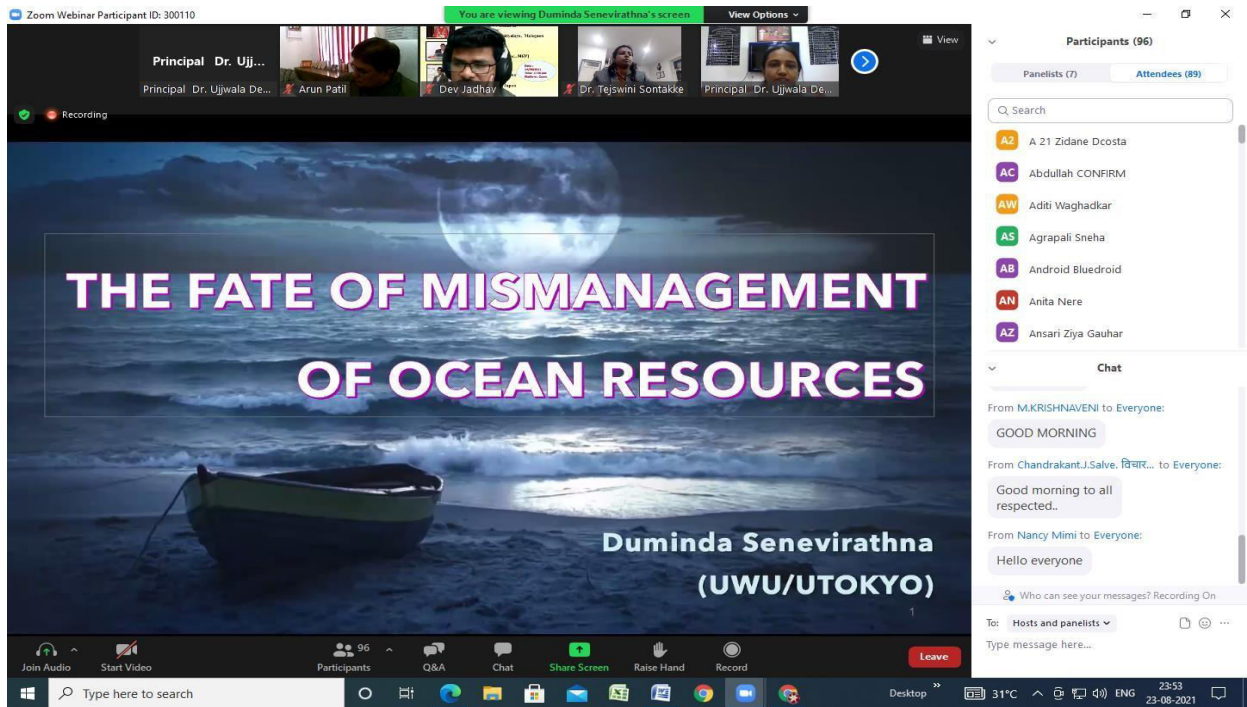 Zoom Webinar Participant ID: 300110
You are viewing Duminda Senevirathna's screen
View Options
Principal Dr. Ujj...
Principal Dr. Ujjwala De...
Arun Patil
Dev Jadhav
Dr. Tejswini Sontakke
Principal Dr. Ujjwala De...
View
Recording
THE FATE OF MISMANAGEMENT
OF OCEAN RESOURCES
Duminda Senevirathna
(UWU/UTOKYO)
1
Join Audio
Start Video
96
Participants
Q&A
Chat
Share Screen
Raise Hand
Record
Leave
Participants (96)
Panelists (7)
Attendees (89)
Search
A2 A 21 Zidane Dcosta
AC Abdullah CONFIRM
AW Aditi Waghadkar
AS Agrapali Sneha
AB Android Bluedroid
AN Anita Nere
AZ Ansari Ziya Gauhar
Chat
From M.KRISHNAVENI to Everyone:
GOOD MORNING
From Chandrakant.J.Salve. विचार... to Everyone:
Good morning to all
respected..
From Nancy Mimi to Everyone:
Hello everyone
Who can see your messages? Recording On
To: Hosts and panelists
Type message here...
Type here to search
Desktop
31°C
ENG
23:53
23-08-2021